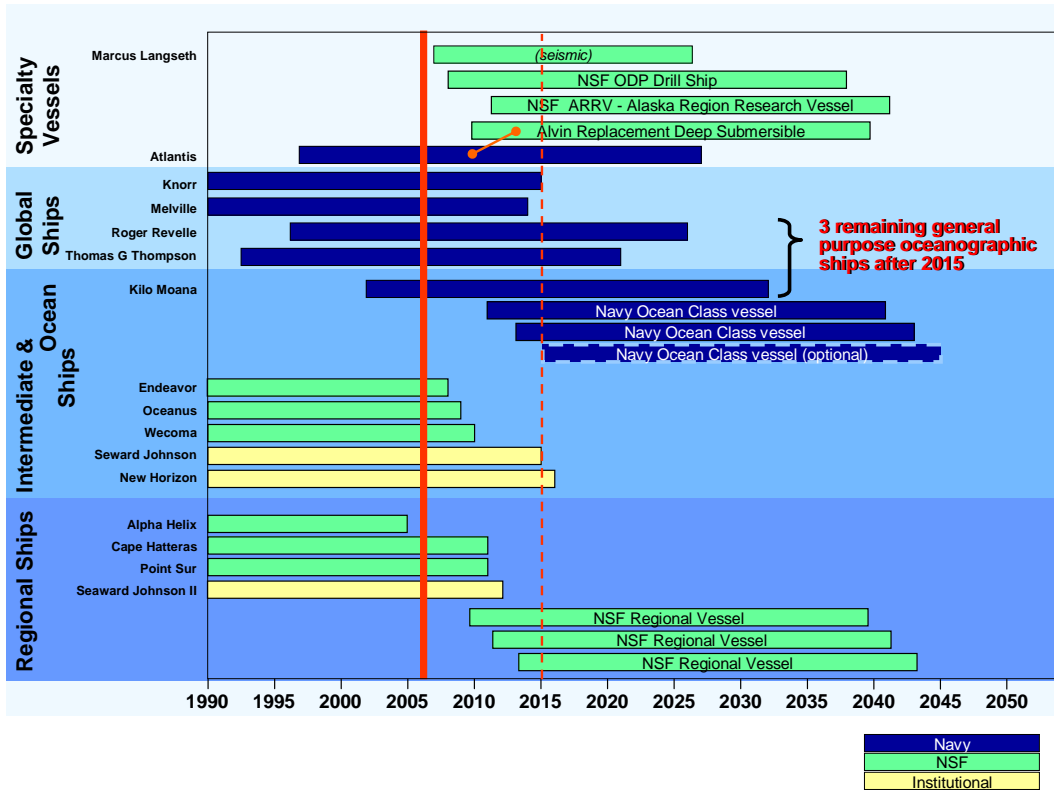 Specialty
Vessels
Marcus Langseth
(seismic)
NSF ODP Drill Ship
NSF ARRV - Alaska Region Research Vessel
Alvin Replacement Deep Submersible
Atlantis
Global
Ships
Knorr
Melville
Roger Revelle
Thomas G Thompson
3 remaining general
purpose oceanographic
ships after 2015
Intermediate &
Ocean
Ships
Kilo Moana
Navy Ocean Class vessel
Navy Ocean Class vessel
Navy Ocean Class vessel (optional)
Endeavor
Oceanus
Wecoma
Seward Johnson
New Horizon
Regional Ships
Alpha Helix
Cape Hatteras
Point Sur
Seaward Johnson II
NSF Regional Vessel
NSF Regional Vessel
NSF Regional Vessel
1990 1995 2000 2005 2010 2015 2020 2025 2030 2035 2040 2045 2050
Navy
NSF
Institutional